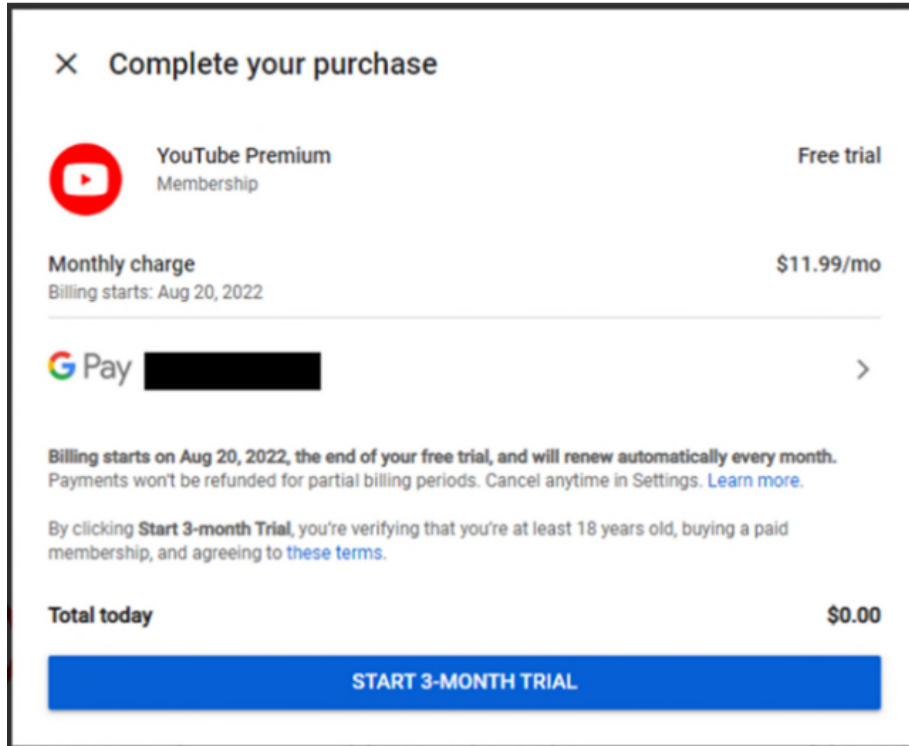 Complete your purchase
YouTube Premium Free trial
Membership
Monthly charge $11.99/mo
Billing starts: Aug 20, 2022
G Pay
Billing starts on Aug 20, 2022, the end of your free trial, and will renew automatically every month.
Payments won't be refunded for partial billing periods. Cancel anytime in Settings. Learn more.
By clicking Start 3-month Trial, you're verifying that you're at least 18 years old, buying a paid
membership, and agreeing to these terms.
Total today $0.00
START 3-MONTH TRIAL